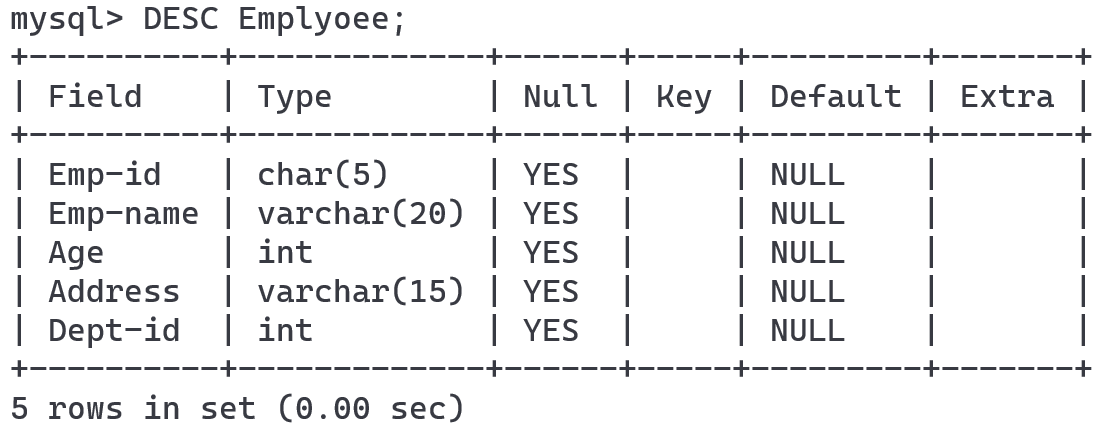 mysql> DESC Emplyoee;
+-----------+-------------+------+-----+---------+-------+
| Field     | Type        | Null | Key | Default | Extra |
+-----------+-------------+------+-----+---------+-------+
| Emp-id    | char(5)     | YES  |     | NULL    |       |
| Emp-name  | varchar(20) | YES  |     | NULL    |       |
| Age       | int         | YES  |     | NULL    |       |
| Address   | varchar(15) | YES  |     | NULL    |       |
| Dept-id   | int         | YES  |     | NULL    |       |
+-----------+-------------+------+-----+---------+-------+
5 rows in set (0.00 sec)